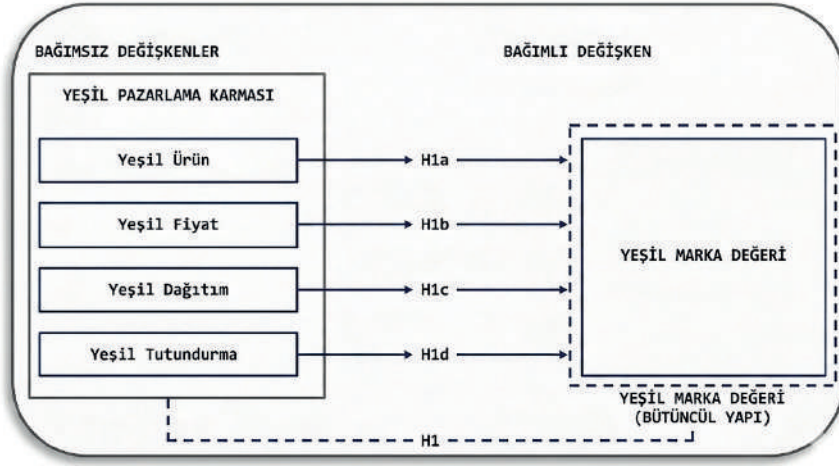 BAĞIMSIZ DEĞİŞKENLER
BAĞIMLI DEĞİŞKEN
YEŞİL PAZARLAMA KARMASI
Yeşil Ürün
H1a
Yeşil Fiyat
H1b
Yeşil Dağıtım
H1c
Yeşil Tutundurma
H1d
YEŞİL MARKA DEĞERİ
YEŞİL MARKA DEĞERİ
(BÜTÜNCÜL YAPI)
H1